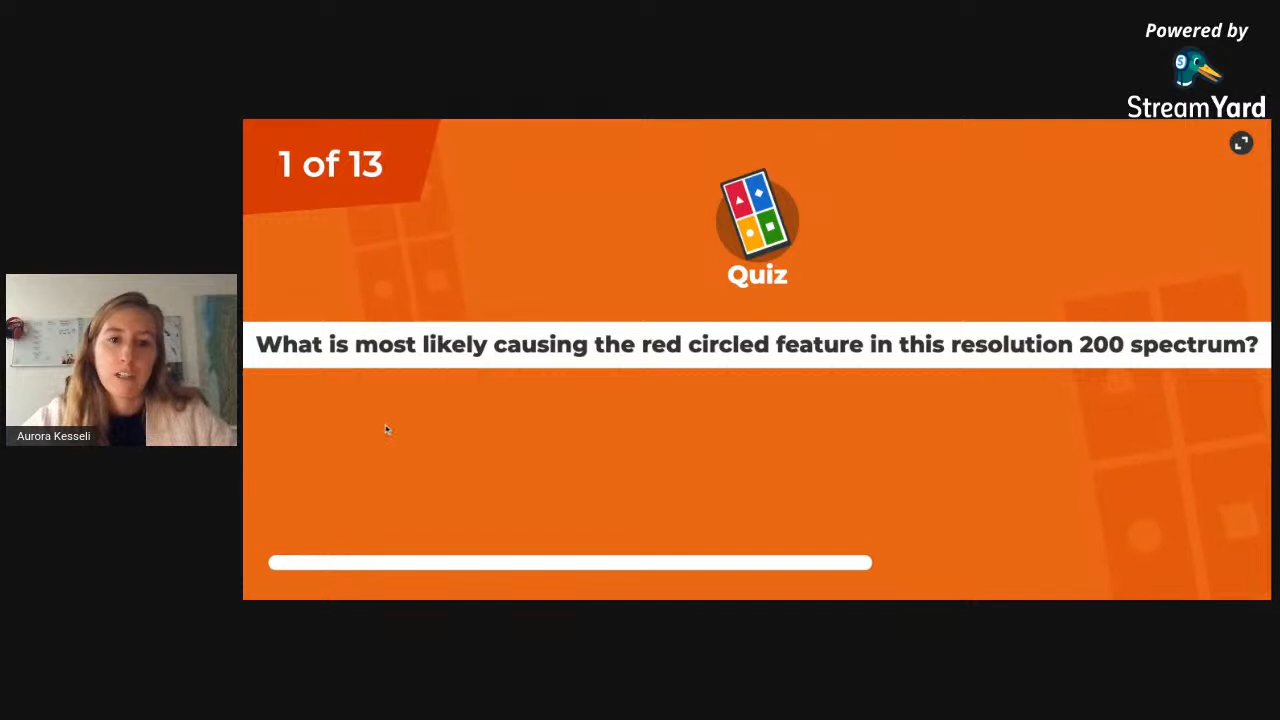 Powered by
StreamYard
1 of 13
Quiz
What is most likely causing the red circled feature in this resolution 200 spectrum?
Aurora Kesseli